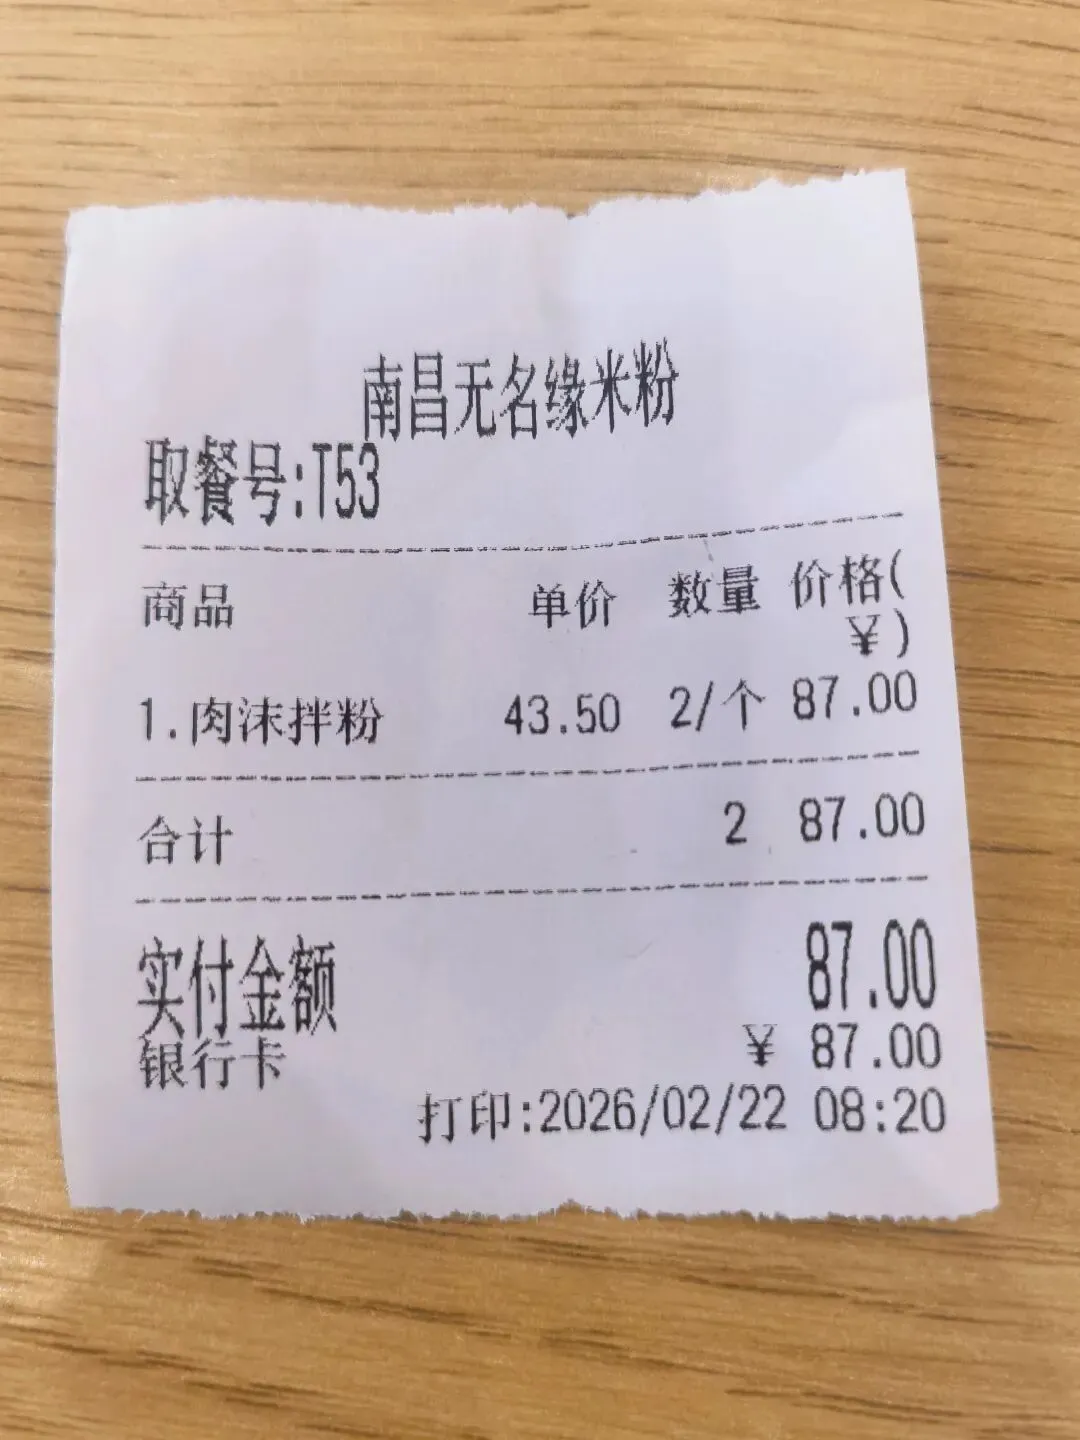 南昌无名缘米粉
取餐号:T53
商品 单价 数量 价格(
¥)
1.肉沫拌粉 43.50 2/个 87.00
合计 2 87.00
实付金额 87.00
银行卡 ¥ 87.00
打印:2026/02/22 08:20